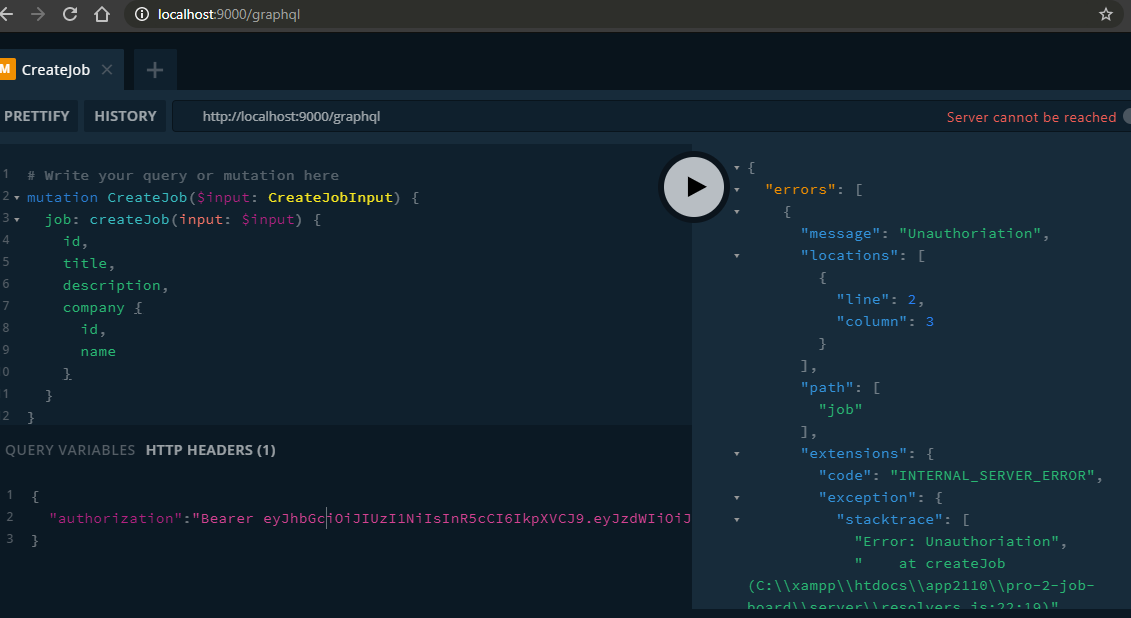 localhost:9000/graphql
M CreateJob
PRETTIFY HISTORY http://localhost:9000/graphql Server cannot be reached
1 # Write your query or mutation here
2 mutation CreateJob($input: CreateJobInput) {
3 job: createJob(input: $input) {
4 id,
5 title,
6 description,
7 company {
8 id,
9 name
0 }
1 }
2 }
QUERY VARIABLES HTTP HEADERS (1)
1 {
2 "authorization":"Bearer eyJhbGciOiJIUzI1NiIsInR5cCI6IkpXVCJ9.eyJzdWIiOiJ
3 }
{
"errors": [
{
"message": "Unauthoriation",
"locations": [
{
"line": 2,
"column": 3
}
],
"path": [
"job"
],
"extensions": {
"code": "INTERNAL_SERVER_ERROR",
"exception": {
"stacktrace": [
"Error: Unauthoriation",
"    at createJob
(C:\\xampp\\htdocs\\app2110\\pro-2-job-
board\\server\\resolvers.js:22:19)"